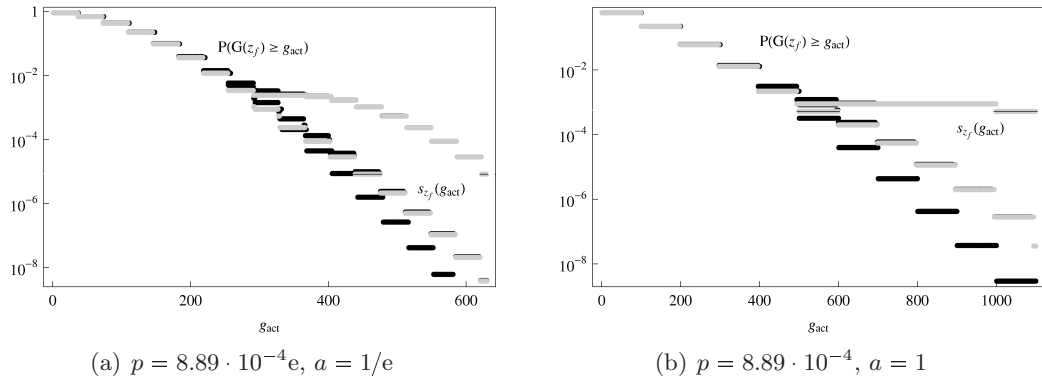 1
10⁻²
10⁻⁴
10⁻⁶
10⁻⁸
P(G(z_f) ≥ g_act)
s_{z_f}(g_act)
0 200 400 600
g_act
(a) p = 8.89 · 10⁻⁴e, a = 1/e
1
10⁻²
10⁻⁴
10⁻⁶
10⁻⁸
P(G(z_f) ≥ g_act)
s_{z_f}(g_act)
0 200 400 600 800 1000
g_act
(b) p = 8.89 · 10⁻⁴, a = 1